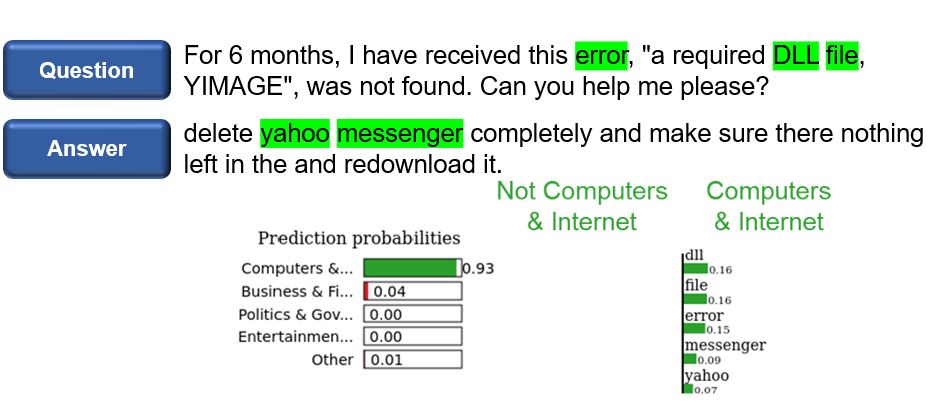 Question
For 6 months, I have received this error, "a required DLL file,
YIMAGE", was not found. Can you help me please?
Answer
delete yahoo messenger completely and make sure there nothing
left in the and redownload it.
Not Computers
& Internet
Computers
& Internet
Prediction probabilities
Computers &... 0.93
Business & Fi... 0.04
Politics & Gov... 0.00
Entertainmen... 0.00
Other 0.01
dll
0.16
file
0.16
error
0.15
messenger
0.09
yahoo
0.07